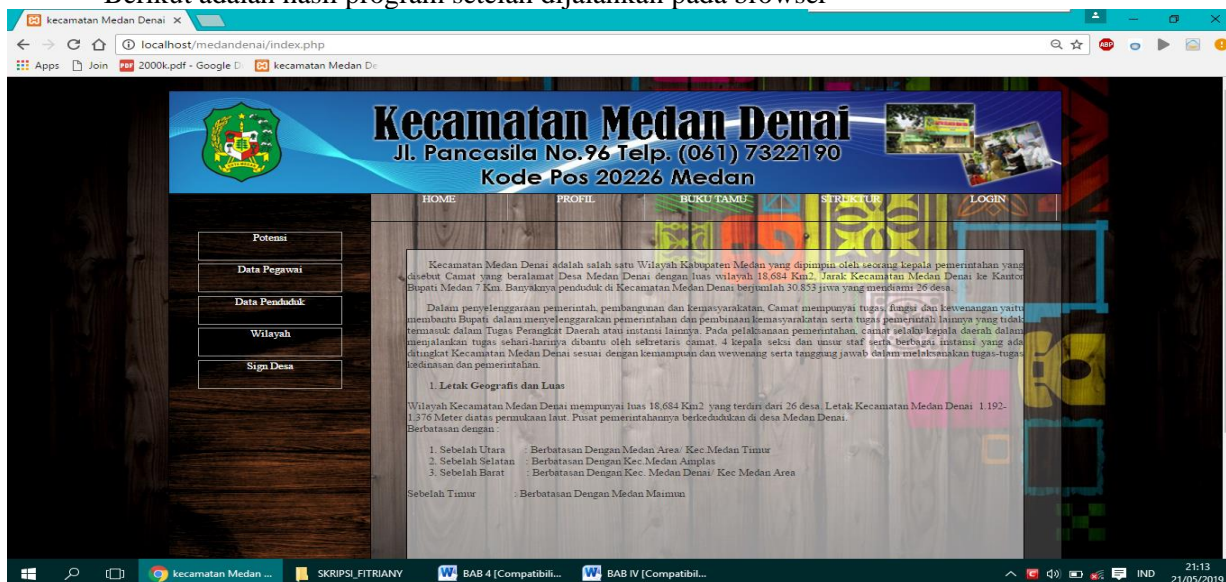 Berikut adalah hasil program setelah dijalankan pada browser
kecamatan Medan Denai
localhost/medandenai/index.php
ABP
Apps
Join
PDF
2000k.pdf - Google D
kecamatan Medan De
Kecamatan Medan Denai
Jl. Pancasila No.96 Telp. (061) 7322190
Kode Pos 20226 Medan
HOME
PROFIL
BUKU TAMU
STRUKTUR
LOGIN
Potensi
Data Pegawai
Data Penduduk
Wilayah
Sign Desa
Kecamatan Medan Denai adalah salah satu Wilayah Kabupaten Medan yang dipimpin oleh seorang kepala pemerintahan yang
disebut Camat yang beralamat Desa Medan Denai dengan luas wilayah 18,684 Km2, Jarak Kecamatan Medan Denai ke Kantor
Bupati Medan 7 Km. Banyaknya penduduk di Kecamatan Medan Denai berjumlah 30.853 jiwa yang mendiami 26 desa.
Dalam penyelenggaraan pemerintah, pembangunan dan kemasyarakatan, Camat mempunyai tugas, fungsi dan kewenangan yaitu
membantu Bupati dalam menyelenggarakan pemerintahan dan pembinaan kemasyarakatan serta tugas pemerintah lainnya yang tidak
termasuk dalam Tugas Perangkat Daerah atau instansi lainnya. Pada pelaksanaan pemerintahan, camat selaku kepala daerah dalam
menjalankan tugas sehari-harinya dibantu oleh sekretaris camat, 4 kepala seksi dan unsur staf serta berbagai instansi yang ada
ditingkat Kecamatan Medan Denai sesuai dengan kemampuan dan wewenang serta tanggung jawab dalam melaksanakan tugas-tugas
kedinasan dan pemerintahan.
1. Letak Geografis dan Luas
Wilayah Kecamatan Medan Denai mempunyai luas 18,684 Km2 yang terdiri dari 26 desa. Letak Kecamatan Medan Denai 1.192-
1.376 Meter diatas permukaan laut. Pusat pemerintahannya berkedudukan di desa Medan Denai.
Berbatasan dengan :
1. Sebelah Utara : Berbatasan Dengan Medan Area/ Kec.Medan Timur
2. Sebelah Selatan : Berbatasan Dengan Kec.Medan Amplas
3. Sebelah Barat : Berbatasan Dengan Kec. Medan Denai/ Kec Medan Area
Sebelah Timur : Berbatasan Dengan Medan Maimun
kecamatan Medan ...
SKRIPSI_FITRIANY
BAB 4 [Compatibili...
BAB IV [Compatibil...
IND
21:13
21/05/2019